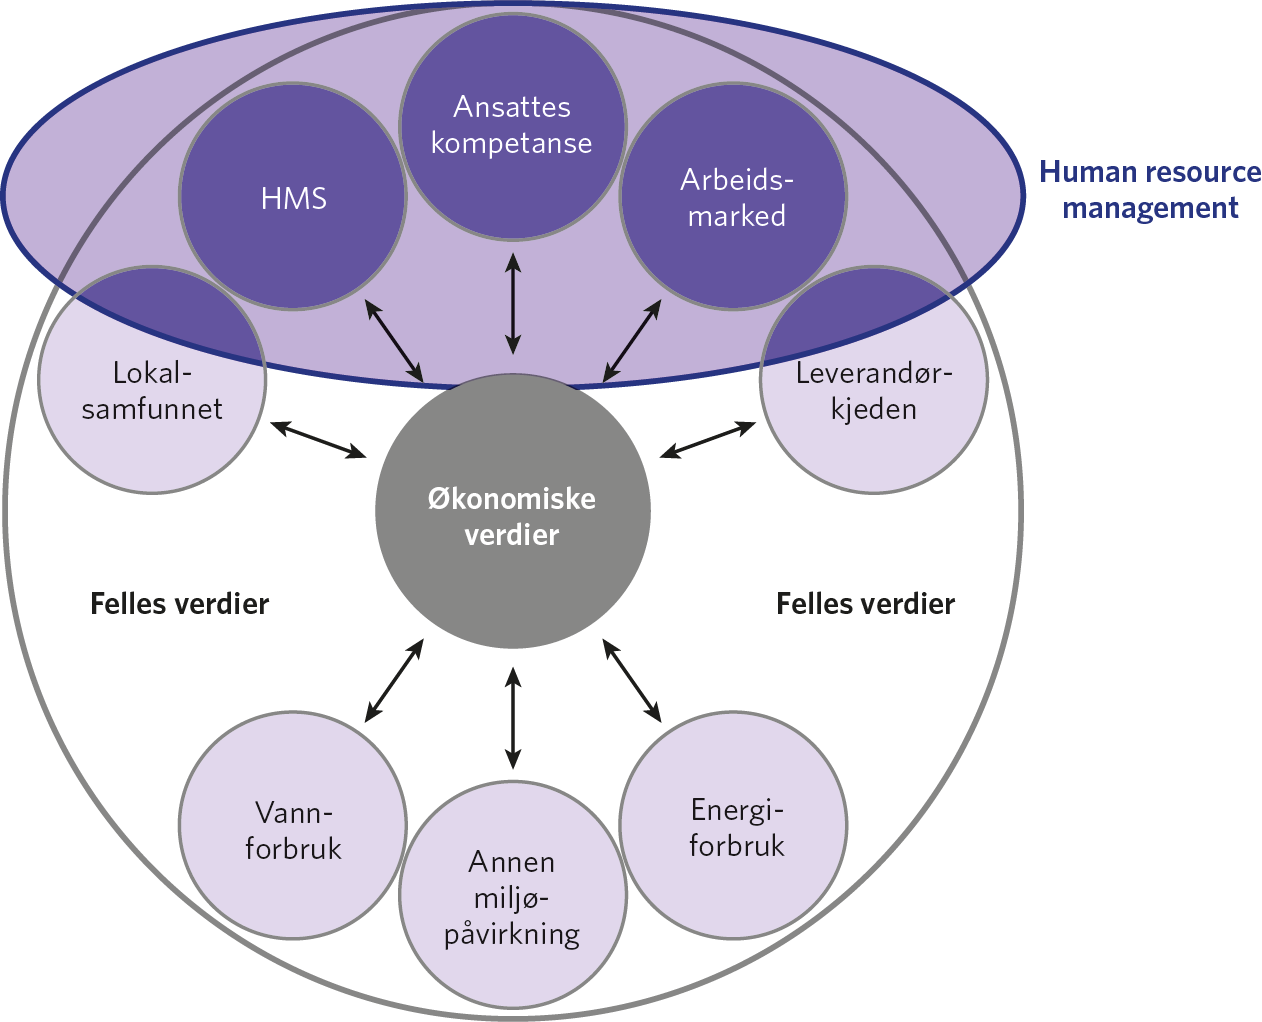 Ansattes
kompetanse
HMS
Arbeids-
marked
Human resource
management
Lokal-
samfunnet
Leverandør-
kjeden
Økonomiske
verdier
Felles verdier
Felles verdier
Vann-
forbruk
Annen
miljø-
påvirkning
Energi-
forbruk